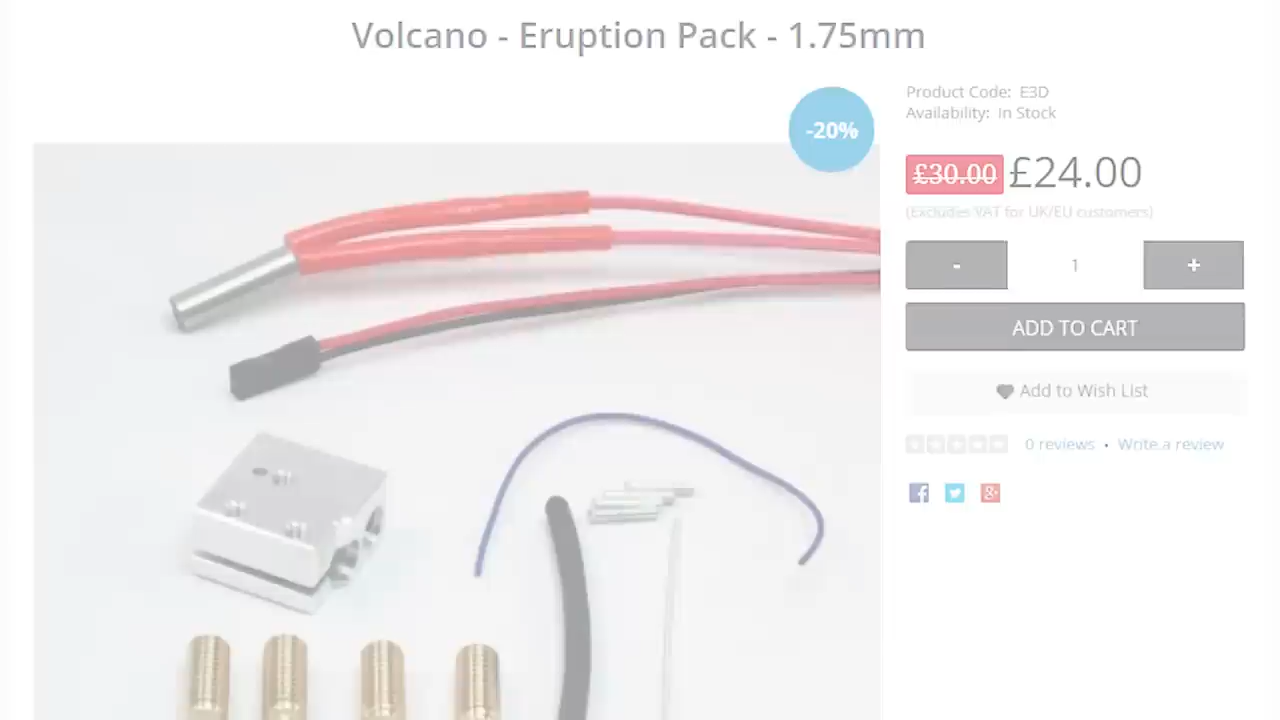 Volcano - Eruption Pack - 1.75mm
-20%
Product Code: E3D
Availability: In Stock
£30.00 £24.00
(Excludes VAT for UK/EU customers)
- 1 +
ADD TO CART
Add to Wish List
0 reviews • Write a review